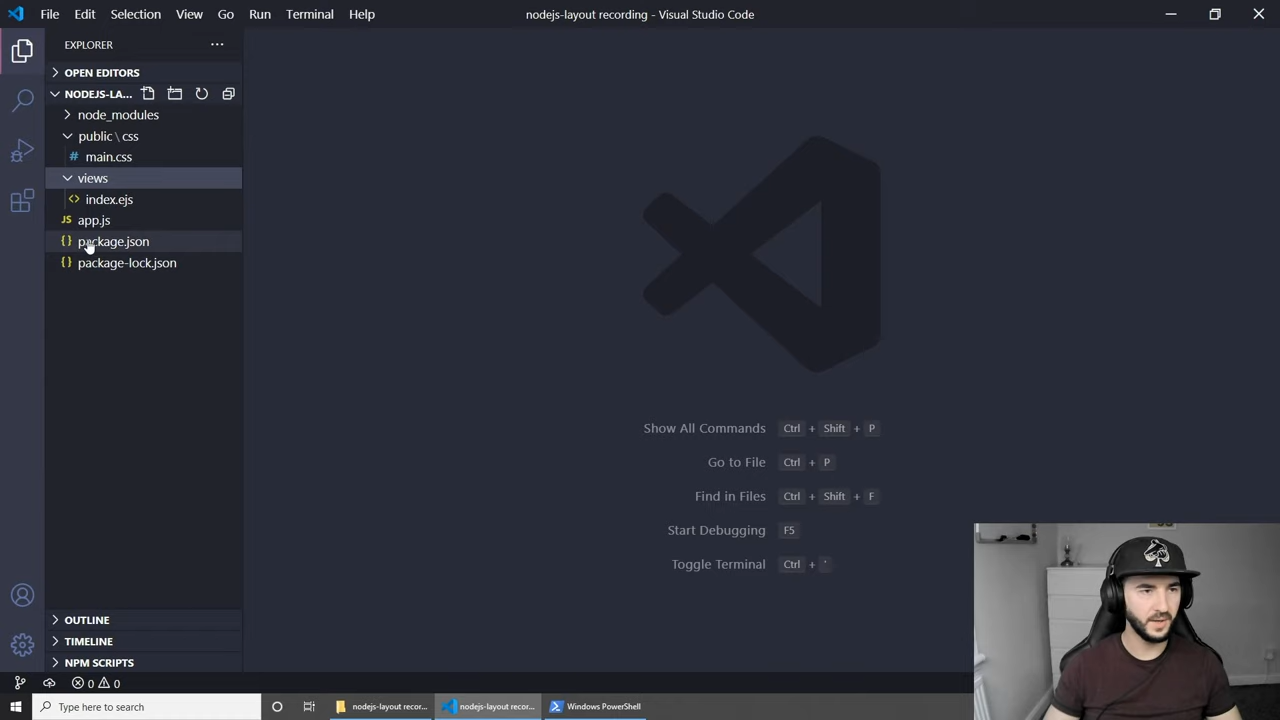 File Edit Selection View Go Run Terminal Help
nodejs-layout recording - Visual Studio Code
EXPLORER
OPEN EDITORS
NODEJS-LA...
node_modules
public \ css
# main.css
views
<> index.ejs
JS app.js
{ } package.json
{ } package-lock.json
Show All Commands Ctrl + Shift + P
Go to File Ctrl + P
Find in Files Ctrl + Shift + F
Start Debugging F5
Toggle Terminal Ctrl + `
OUTLINE
TIMELINE
NPM SCRIPTS
0 0
Type here to search
nodejs-layout recor...
nodejs-layout recor...
Windows PowerShell